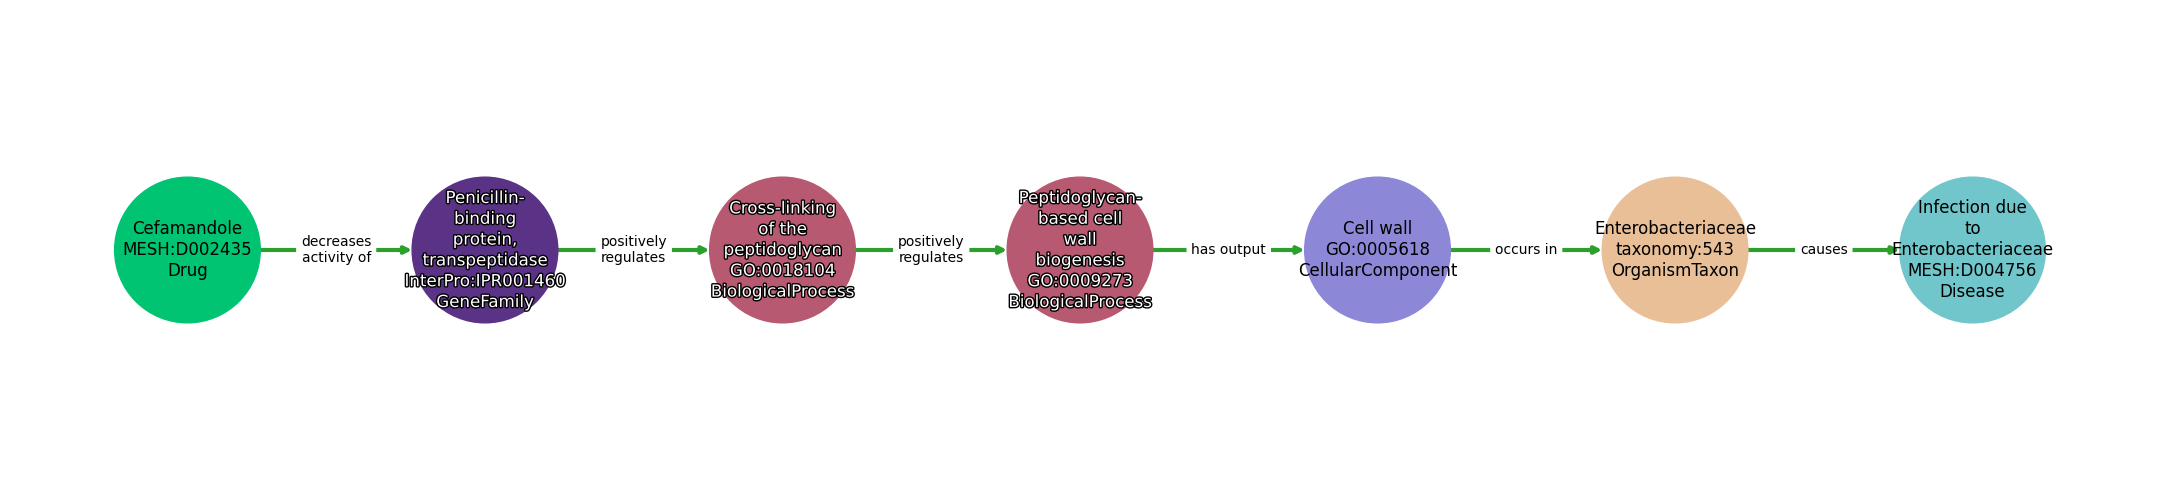 Cefamandole
MESH:D002435
Drug
decreases
activity of
Penicillin-
binding
protein,
transpeptidase
InterPro:IPR001460
GeneFamily
positively
regulates
Cross-linking
of the
peptidoglycan
GO:0018104
BiologicalProcess
positively
regulates
Peptidoglycan-
based cell
wall
biogenesis
GO:0009273
BiologicalProcess
has output
Cell wall
GO:0005618
CellularComponent
occurs in
Enterobacteriaceae
taxonomy:543
OrganismTaxon
causes
Infection due
to
Enterobacteriaceae
MESH:D004756
Disease